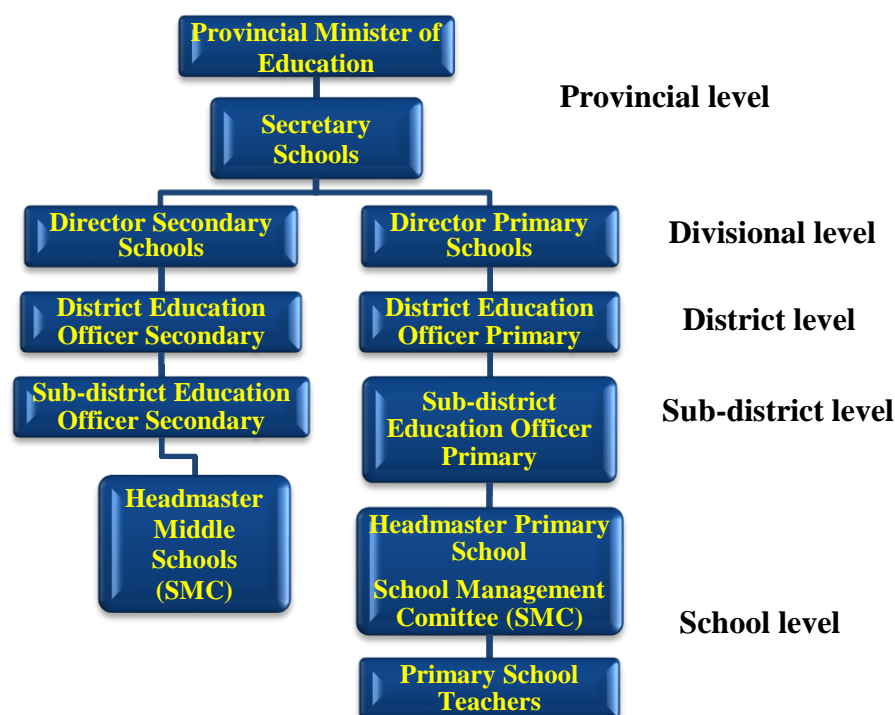 Provincial Minister of
Education
Provincial level
Secretary
Schools
Director Secondary
Schools
Director Primary
Schools
Divisional level
District Education
Officer Secondary
District Education
Officer Primary
District level
Sub-district Education
Officer Secondary
Sub-district
Education Officer
Primary
Sub-district level
Headmaster
Middle
Schools
(SMC)
Headmaster Primary
School
School Management
Comittee (SMC)
School level
Primary School
Teachers